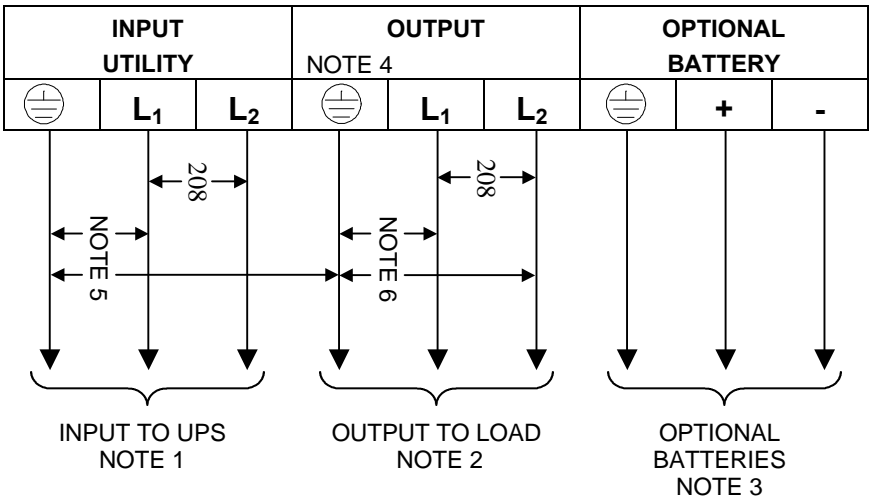 INPUT
UTILITY
OUTPUT
NOTE 4
OPTIONAL
BATTERY
L₁
L₂
L₁
L₂
+
-
208
208
NOTE 5
NOTE 6
INPUT TO UPS
NOTE 1
OUTPUT TO LOAD
NOTE 2
OPTIONAL
BATTERIES
NOTE 3